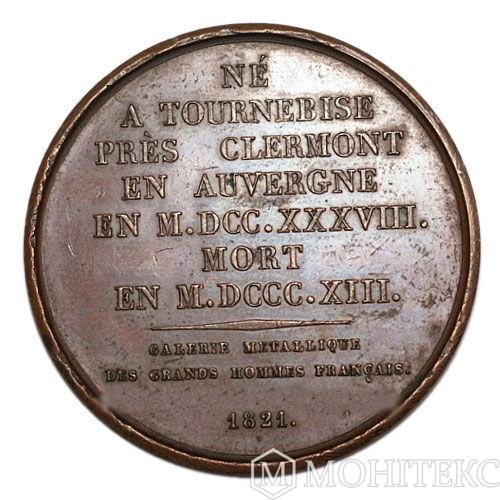 NÉ
A TOURNEBISE
PRÈS CLERMONT
EN AUVERGNE
EN M.DCC.XXXVIII.
MORT
EN M.DCCC.XIII.
GALERIE METALLIQUE
DES GRANDS HOMMES FRANÇAIS.
1821.
М МОНИТЕКС